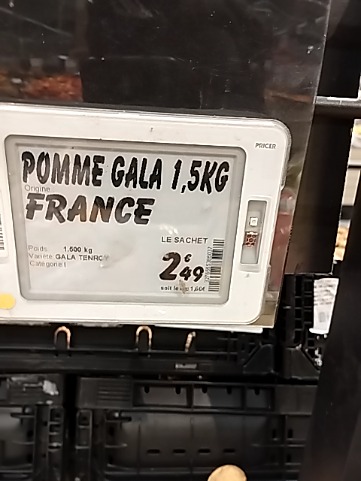 PRICER
POMME GALA 1,5KG
Origine
FRANCE
LE SACHET
Poids 1.500 kg
Variété GALA
Catégorie I
2€49
soit le kg 1,66€